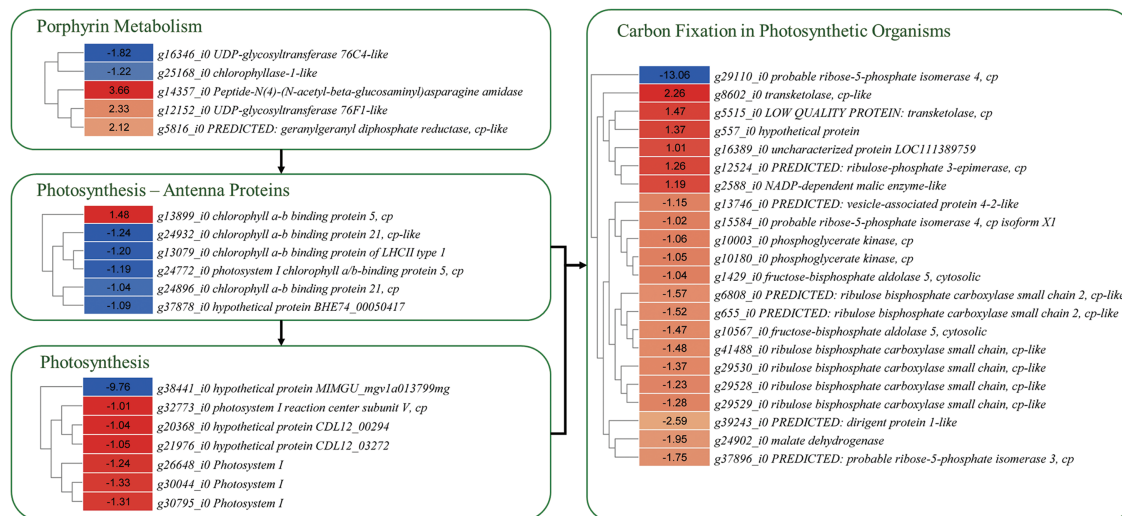 Porphyrin Metabolism
-1.82 g16346_i0 UDP-glycosyltransferase 76C4-like
-1.22 g25168_i0 chlorophyllase-1-like
3.66 g14357_i0 Peptide-N(4)-(N-acetyl-beta-glucosaminyl)asparagine amidase
2.33 g12152_i0 UDP-glycosyltransferase 76F1-like
2.12 g5816_i0 PREDICTED: geranylgeranyl diphosphate reductase, cp-like
Photosynthesis – Antenna Proteins
1.48 g13899_i0 chlorophyll a-b binding protein 5, cp
-1.24 g24932_i0 chlorophyll a-b binding protein 21, cp-like
-1.20 g13079_i0 chlorophyll a-b binding protein of LHCII type 1
-1.19 g24772_i0 photosystem I chlorophyll a/b-binding protein 5, cp
-1.04 g24896_i0 chlorophyll a-b binding protein 21, cp
-1.09 g37878_i0 hypothetical protein BHE74_00050417
Photosynthesis
-9.76 g38441_i0 hypothetical protein MIMGU_mgv1a013799mg
-1.01 g32773_i0 photosystem I reaction center subunit V, cp
-1.04 g20368_i0 hypothetical protein CDL12_00294
-1.05 g21976_i0 hypothetical protein CDL12_03272
-1.24 g26648_i0 Photosystem I
-1.33 g30044_i0 Photosystem I
-1.31 g30795_i0 Photosystem I
Carbon Fixation in Photosynthetic Organisms
-13.06 g29110_i0 probable ribose-5-phosphate isomerase 4, cp
2.26 g8602_i0 transketolase, cp-like
1.47 g5515_i0 LOW QUALITY PROTEIN: transketolase, cp
1.37 g557_i0 hypothetical protein
1.01 g16389_i0 uncharacterized protein LOC111389759
1.26 g12524_i0 PREDICTED: ribulose-phosphate 3-epimerase, cp
1.19 g2588_i0 NADP-dependent malic enzyme-like
-1.15 g13746_i0 PREDICTED: vesicle-associated protein 4-2-like
-1.02 g15584_i0 probable ribose-5-phosphate isomerase 4, cp isoform X1
-1.06 g10003_i0 phosphoglycerate kinase, cp
-1.05 g10180_i0 phosphoglycerate kinase, cp
-1.04 g1429_i0 fructose-bisphosphate aldolase 5, cytosolic
-1.57 g6808_i0 PREDICTED: ribulose bisphosphate carboxylase small chain 2, cp-like
-1.52 g655_i0 PREDICTED: ribulose bisphosphate carboxylase small chain 2, cp-like
-1.47 g10567_i0 fructose-bisphosphate aldolase 5, cytosolic
-1.48 g41488_i0 ribulose bisphosphate carboxylase small chain, cp-like
-1.37 g29530_i0 ribulose bisphosphate carboxylase small chain, cp-like
-1.23 g29528_i0 ribulose bisphosphate carboxylase small chain, cp-like
-1.28 g29529_i0 ribulose bisphosphate carboxylase small chain, cp-like
-2.59 g39243_i0 PREDICTED: dirigent protein 1-like
-1.95 g24902_i0 malate dehydrogenase
-1.75 g37896_i0 PREDICTED: probable ribose-5-phosphate isomerase 3, cp